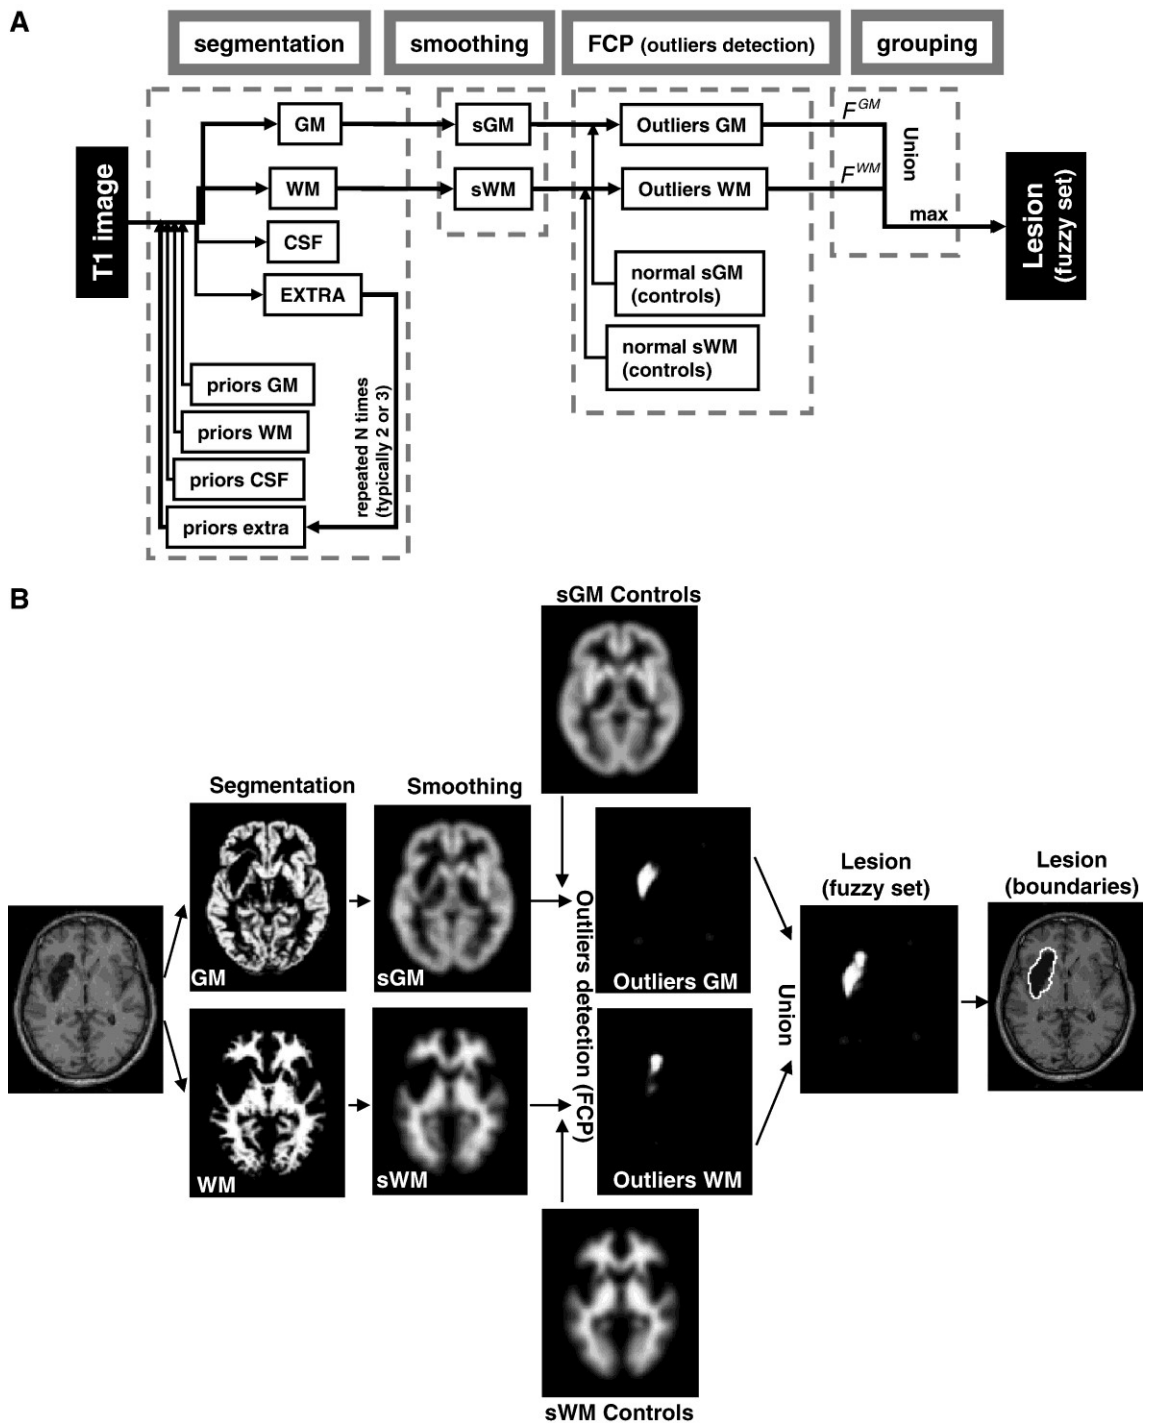 A
segmentation
smoothing
FCP (outliers detection)
grouping
T1 image
GM
WM
CSF
EXTRA
priors GM
priors WM
priors CSF
priors extra
repeated N times
(typically 2 or 3)
sGM
sWM
Outliers GM
Outliers WM
normal sGM
(controls)
normal sWM
(controls)
F^GM
F^WM
Union
max
Lesion
(fuzzy set)
B
sGM Controls
Segmentation
Smoothing
GM
sGM
WM
sWM
Outliers detection (FCP)
Outliers GM
Outliers WM
Union
Lesion
(fuzzy set)
Lesion
(boundaries)
sWM Controls